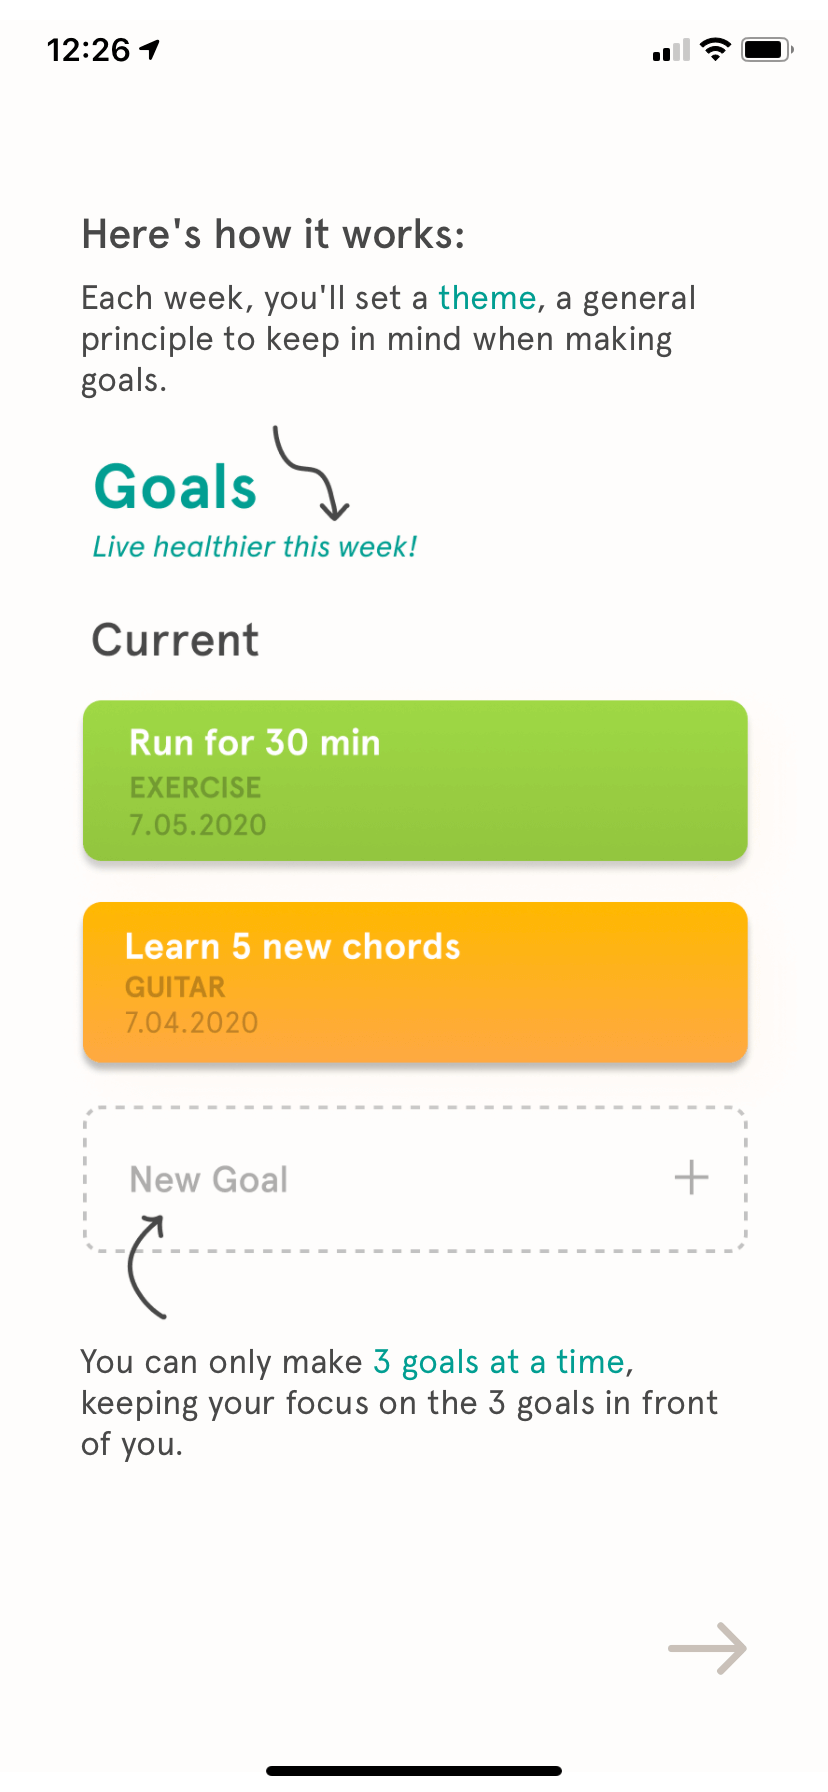 12:26
Here's how it works:
Each week, you'll set a theme, a general
principle to keep in mind when making
goals.
Goals
Live healthier this week!
Current
Run for 30 min
EXERCISE
7.05.2020
Learn 5 new chords
GUITAR
7.04.2020
New Goal
You can only make 3 goals at a time,
keeping your focus on the 3 goals in front
of you.